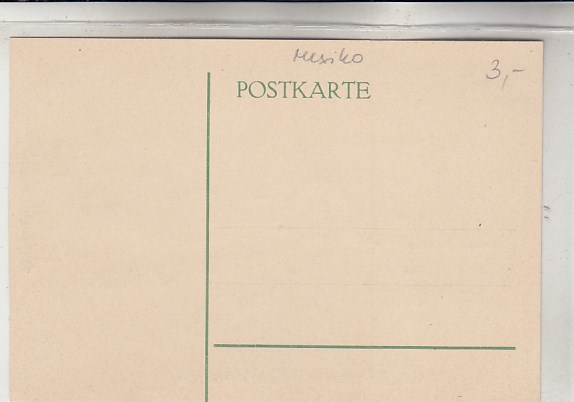 Mexiko
3,-
POSTKARTE